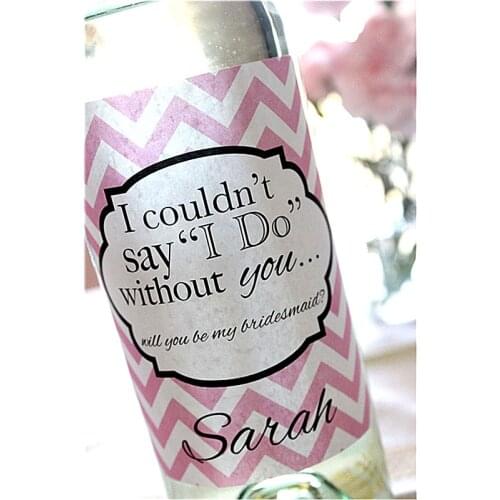 I couldn't
say "I Do"
without you...
will you be my bridesmaid?
Sarah